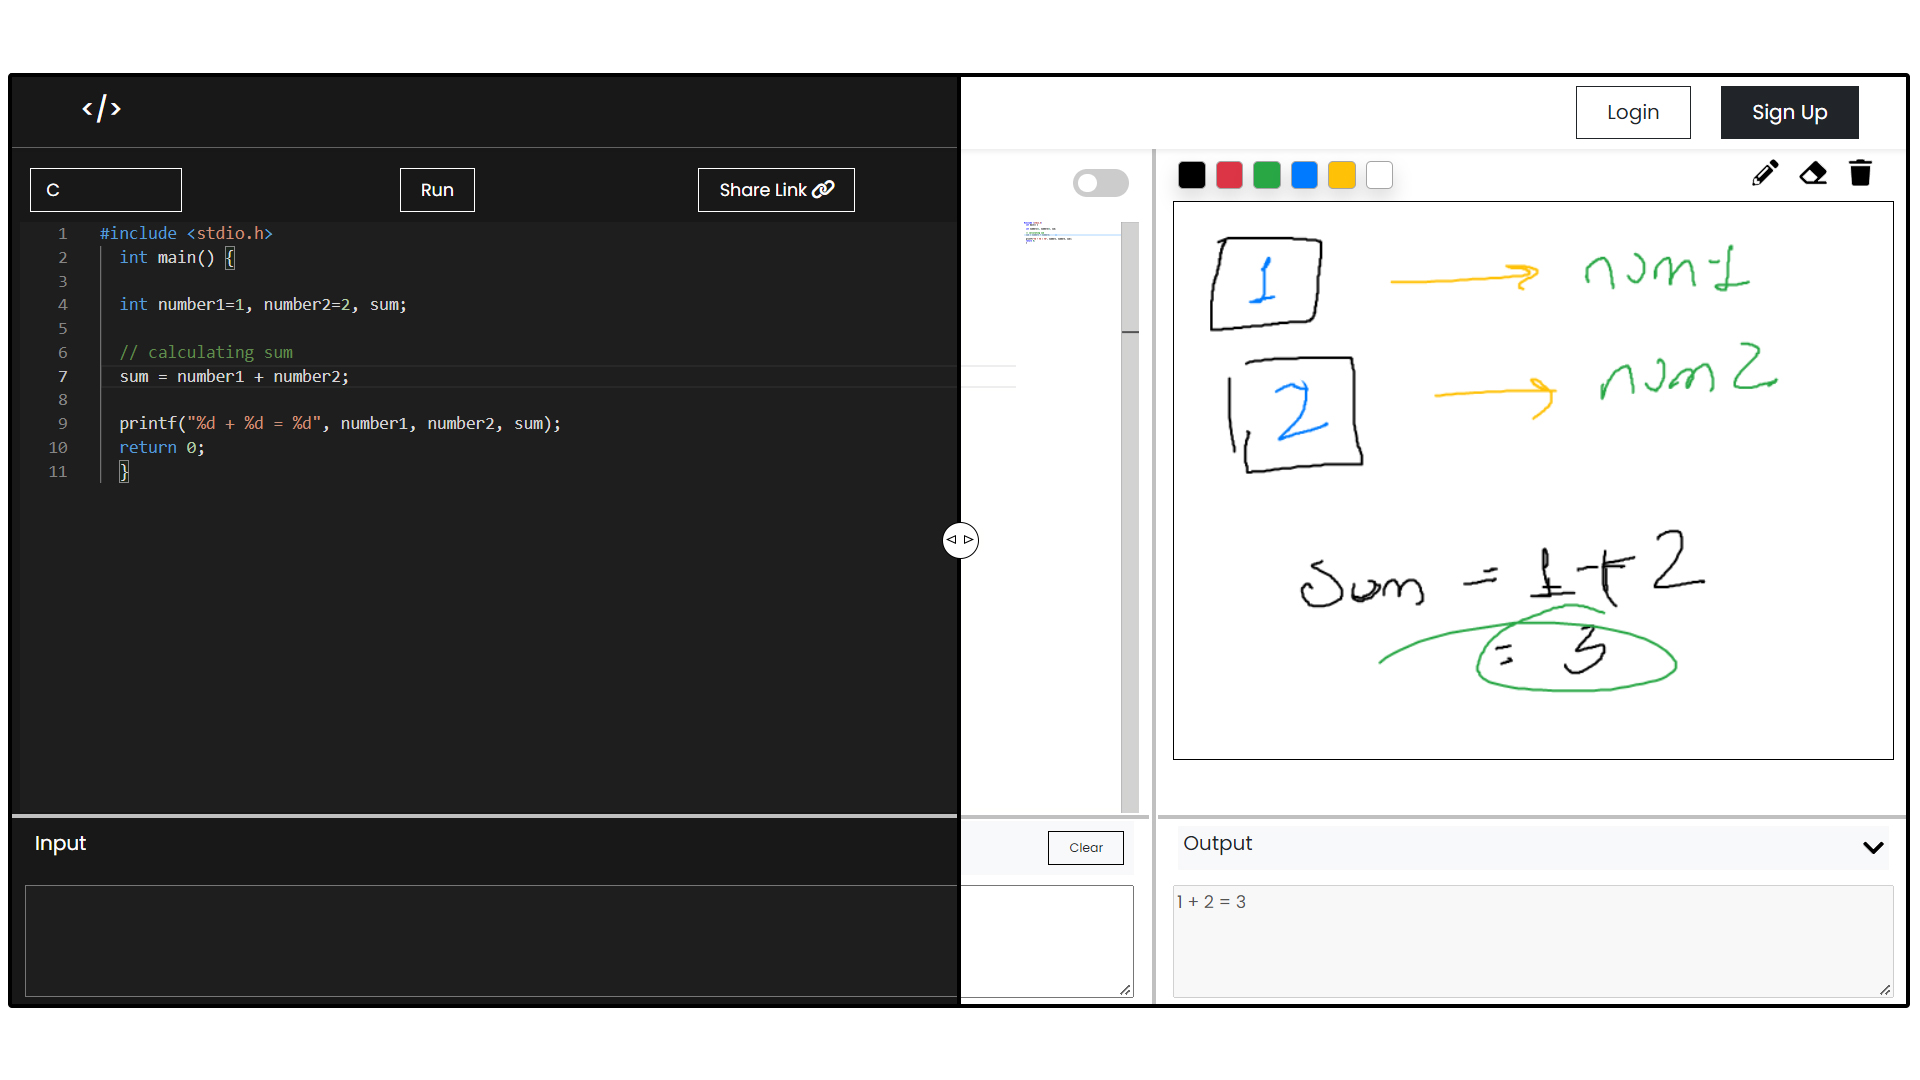 </>
Login
Sign Up
C
Run
Share Link
1 #include <stdio.h>
2 int main() {
3
4 int number1=1, number2=2, sum;
5
6 // calculating sum
7 sum = number1 + number2;
8
9 printf("%d + %d = %d", number1, number2, sum);
10 return 0;
11 }
1 num-1
2 num2
sum = 1+2
= 3
Input
Clear
Output
1 + 2 = 3